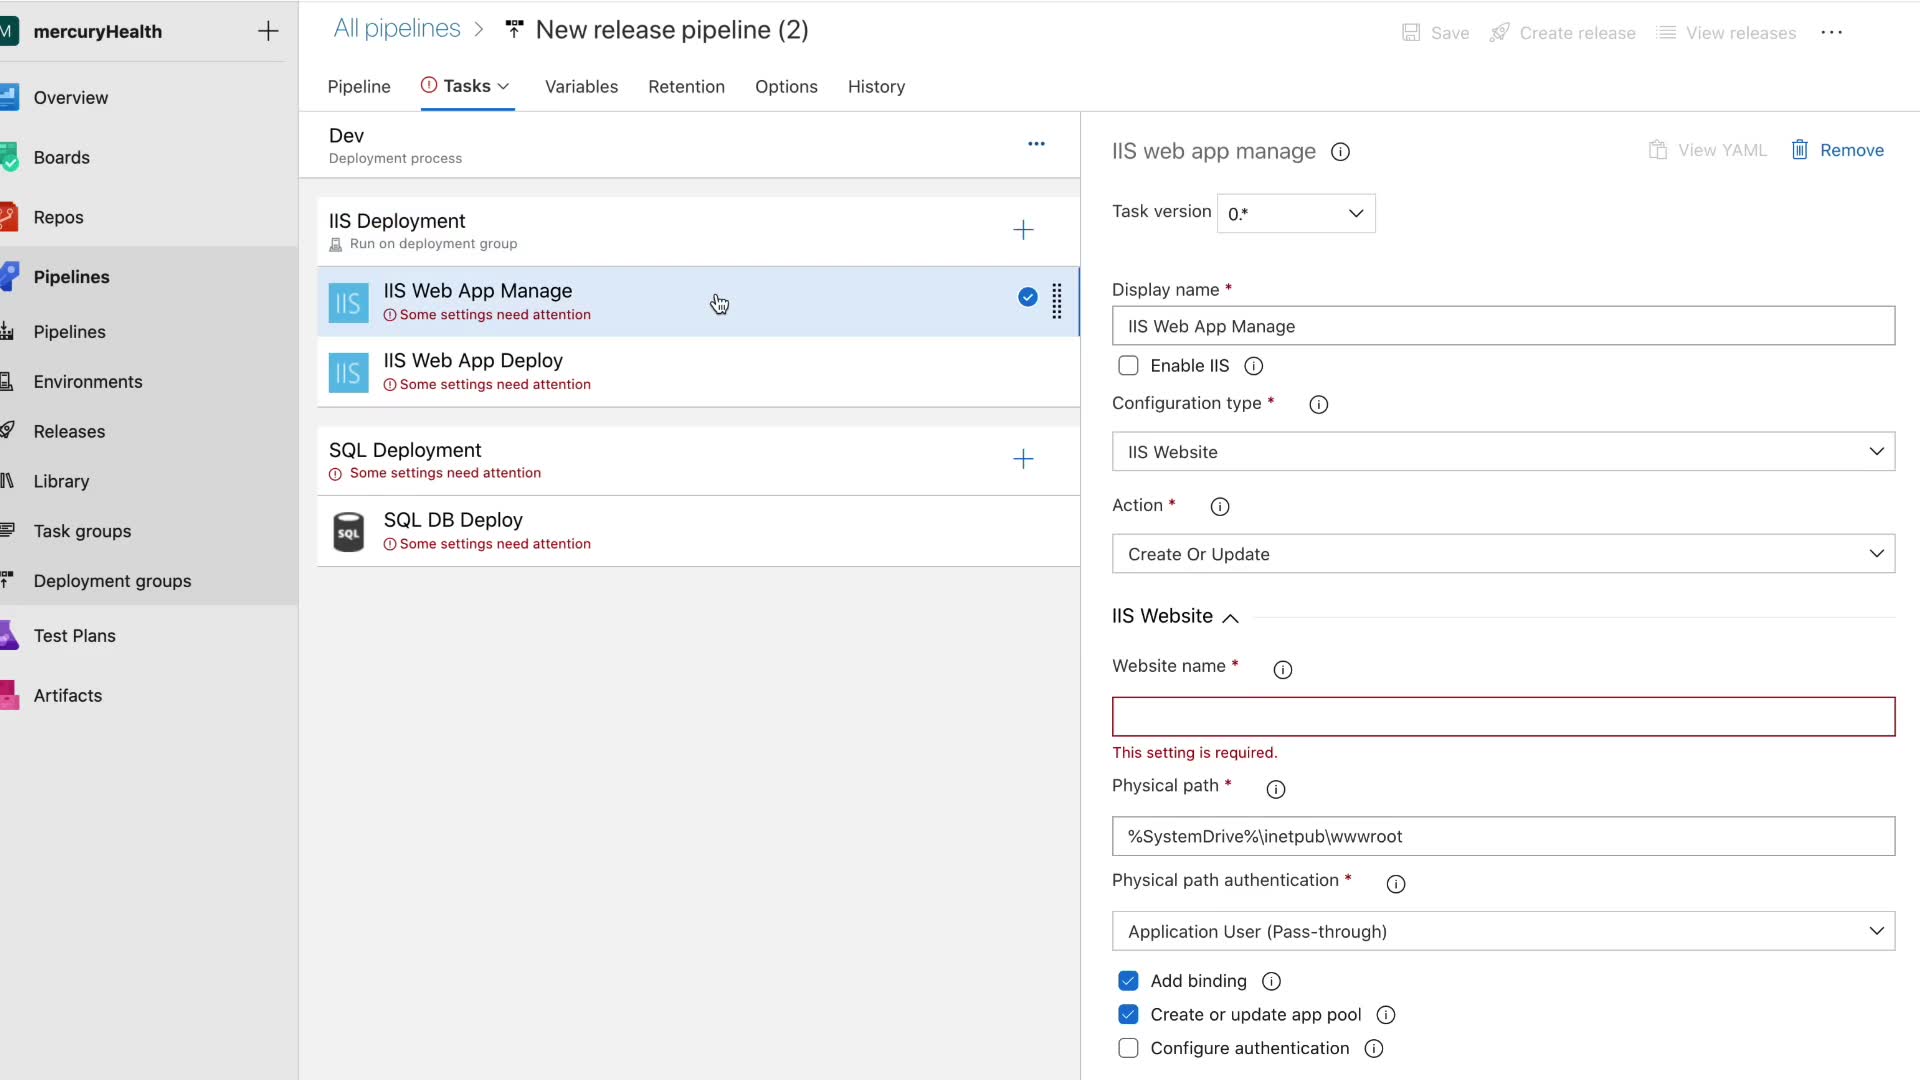 M mercuryHealth
Overview
Boards
Repos
Pipelines
Pipelines
Environments
Releases
Library
Task groups
Deployment groups
Test Plans
Artifacts
All pipelines > New release pipeline (2)
Save Create release View releases ...
Pipeline Tasks Variables Retention Options History
Dev
Deployment process
IIS Deployment
Run on deployment group
IIS
IIS Web App Manage
Some settings need attention
IIS
IIS Web App Deploy
Some settings need attention
SQL Deployment
Some settings need attention
SQL
SQL DB Deploy
Some settings need attention
IIS web app manage
View YAML Remove
Task version 0.*
Display name *
IIS Web App Manage
Enable IIS
Configuration type *
IIS Website
Action *
Create Or Update
IIS Website
Website name *
This setting is required.
Physical path *
%SystemDrive%\inetpub\wwwroot
Physical path authentication *
Application User (Pass-through)
Add binding
Create or update app pool
Configure authentication